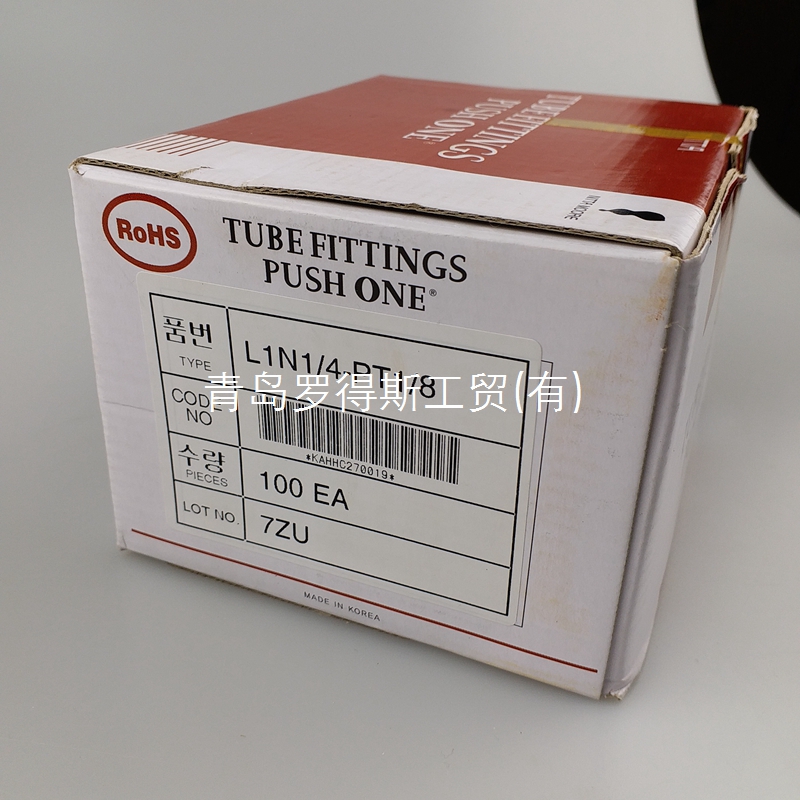 TUBE FITTINGS
PUSH ONE
RoHS
TUBE FITTINGS
PUSH ONE®
품번
TYPE
L1N1/4-PT1/8
青岛罗得斯工贸(有)
CODE
NO
*KAHHC270019*
수량
PIECES
100 EA
LOT NO.
7ZU
MADE IN KOREA